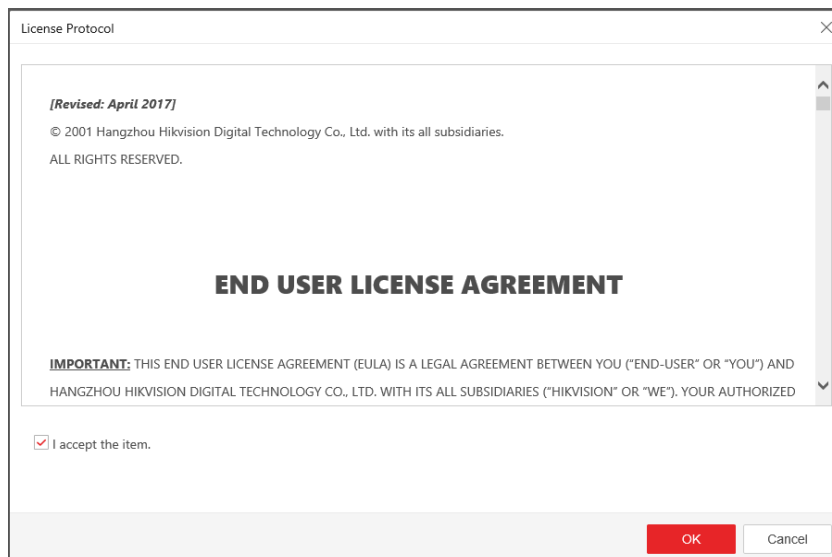 License Protocol
[Revised: April 2017]
© 2001 Hangzhou Hikvision Digital Technology Co., Ltd. with its all subsidiaries.
ALL RIGHTS RESERVED.
END USER LICENSE AGREEMENT
IMPORTANT: THIS END USER LICENSE AGREEMENT (EULA) IS A LEGAL AGREEMENT BETWEEN YOU (“END-USER” OR “YOU”) AND
HANGZHOU HIKVISION DIGITAL TECHNOLOGY CO., LTD. WITH ITS ALL SUBSIDIARIES (“HIKVISION” OR “WE”). YOUR AUTHORIZED
I accept the item.
OK Cancel